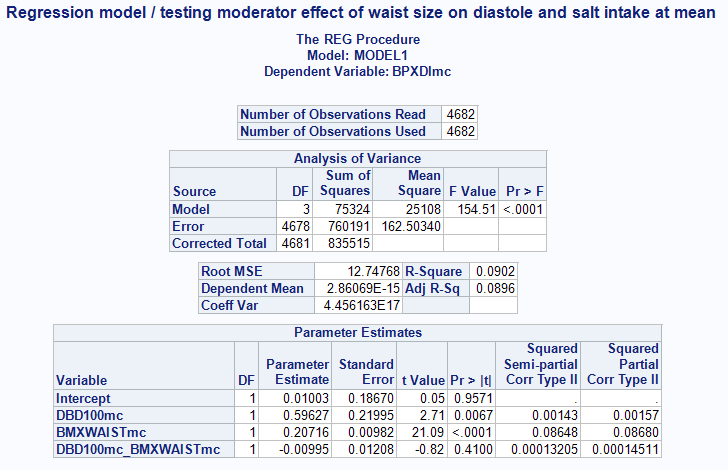 Regression model / testing moderator effect of waist size on diastole and salt intake at mean
The REG Procedure
Model: MODEL1
Dependent Variable: BPXDImc
Number of Observations Read 4682
Number of Observations Used 4682
Analysis of Variance
Source DF Sum of Squares Mean Square F Value Pr > F
Model 3 75324 25108 154.51 <.0001
Error 4678 760191 162.50340
Corrected Total 4681 835515
Root MSE 12.74768 R-Square 0.0902
Dependent Mean 2.86069E-15 Adj R-Sq 0.0896
Coeff Var 4.456163E17
Parameter Estimates
Variable DF Parameter Estimate Standard Error t Value Pr > |t| Squared Semi-partial Corr Type II Squared Partial Corr Type II
Intercept 1 0.01003 0.18670 0.05 0.9571 . .
DBD100mc 1 0.59627 0.21995 2.71 0.0067 0.00143 0.00157
BMXWAISTmc 1 0.20716 0.00982 21.09 <.0001 0.08648 0.08680
DBD100mc_BMXWAISTmc 1 -0.00995 0.01208 -0.82 0.4100 0.00013205 0.00014511